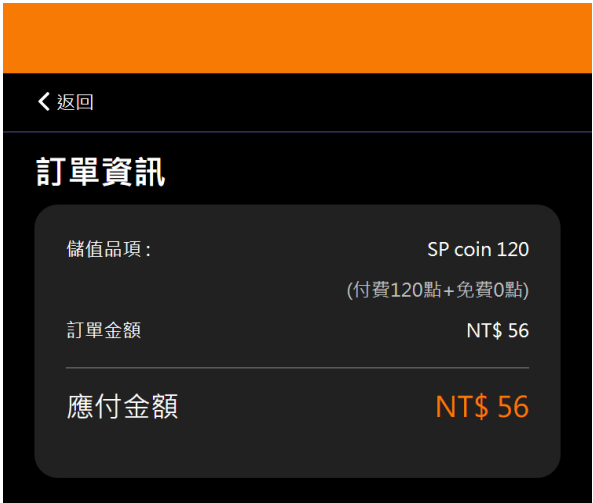 返回
訂單資訊
儲值品項 : SP coin 120
(付費120點+免費0點)
訂單金額 NT$ 56
應付金額 NT$ 56